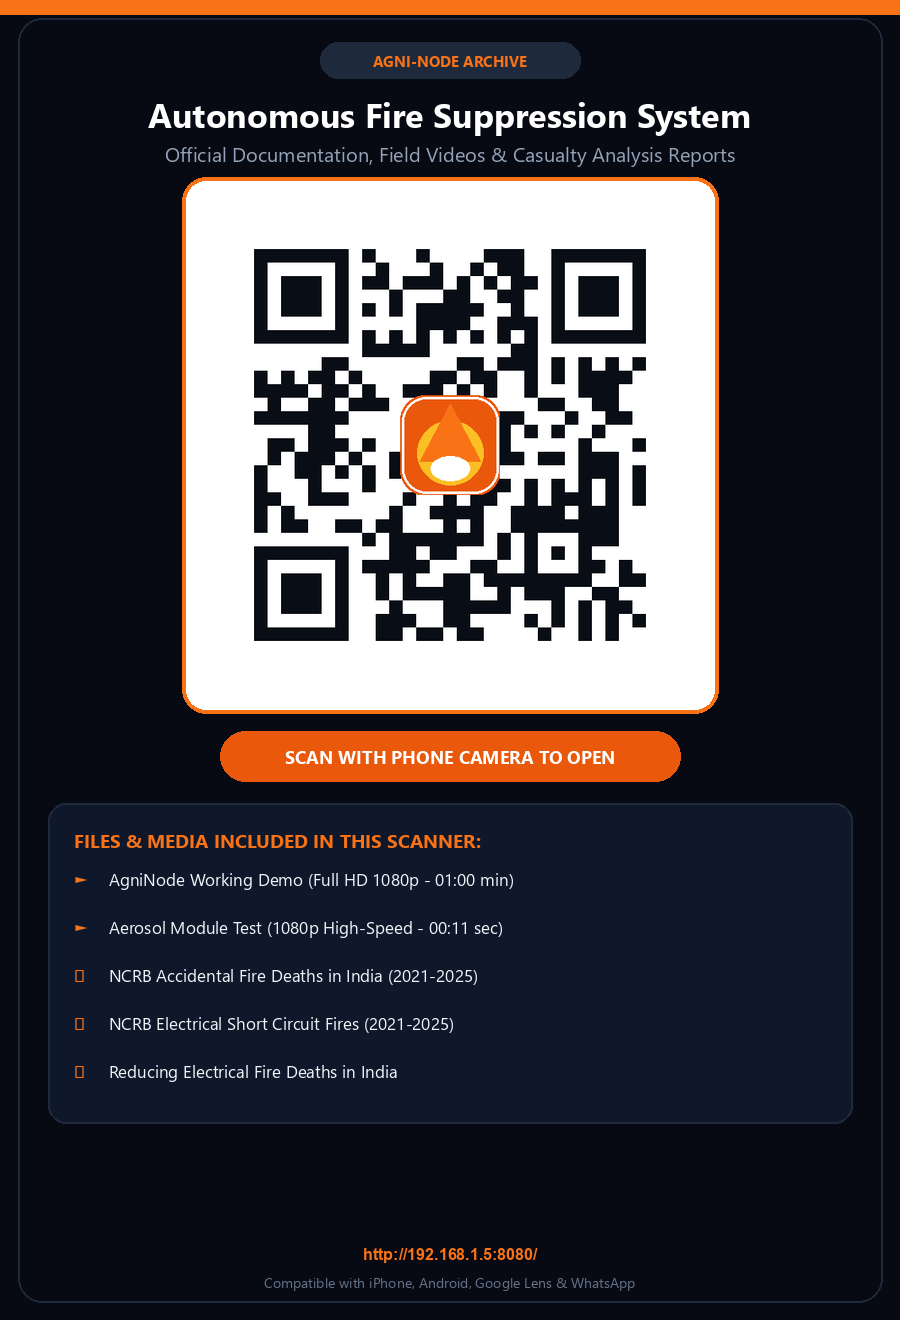 AGNI-NODE ARCHIVE
Autonomous Fire Suppression System
Official Documentation, Field Videos & Casualty Analysis Reports
SCAN WITH PHONE CAMERA TO OPEN
FILES & MEDIA INCLUDED IN THIS SCANNER:
► AgniNode Working Demo (Full HD 1080p - 01:00 min)
► Aerosol Module Test (1080p High-Speed - 00:11 sec)
NCRB Accidental Fire Deaths in India (2021-2025)
NCRB Electrical Short Circuit Fires (2021-2025)
Reducing Electrical Fire Deaths in India
http://192.168.1.5:8080/
Compatible with iPhone, Android, Google Lens & WhatsApp